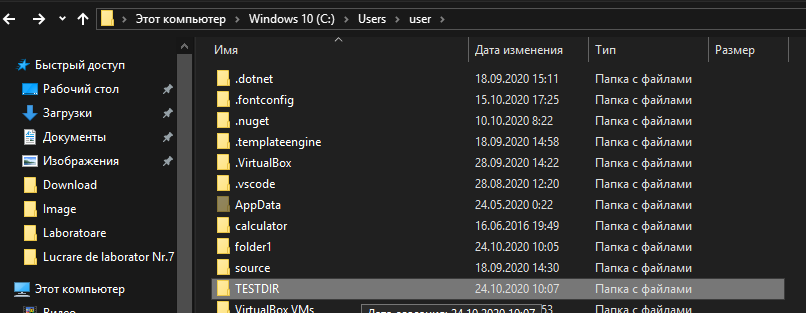 Этот компьютер > Windows 10 (C:) > Users > user >
Имя Дата изменения Тип Размер
Быстрый доступ
Рабочий стол
Загрузки
Документы
Изображения
Download
Image
Laboratoare
Lucrare de laborator Nr.7
Этот компьютер
Видео
.dotnet 18.09.2020 15:11 Папка с файлами
.fontconfig 15.10.2020 17:25 Папка с файлами
.nuget 10.10.2020 8:22 Папка с файлами
.templateengine 18.09.2020 14:58 Папка с файлами
.VirtualBox 28.09.2020 14:22 Папка с файлами
.vscode 28.08.2020 12:20 Папка с файлами
AppData 24.05.2020 0:22 Папка с файлами
calculator 16.06.2016 19:49 Папка с файлами
folder1 24.10.2020 10:05 Папка с файлами
source 18.09.2020 14:30 Папка с файлами
TESTDIR 24.10.2020 10:07 Папка с файлами
VirtualBox VMs 53 Папка с файлами
Дата создания: 24.10.2020 10:07